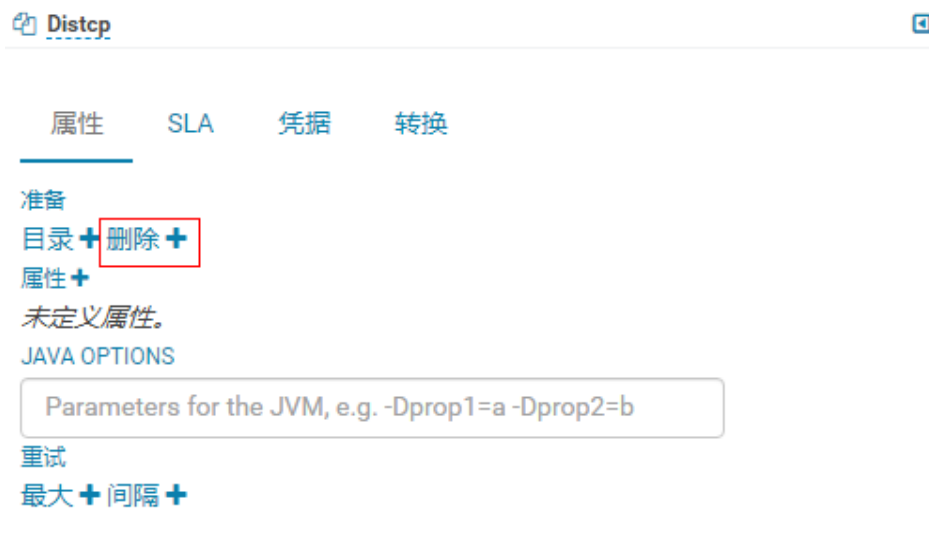 Distcp
属性 SLA 凭据 转换
准备
目录 删除
属性
未定义属性。
JAVA OPTIONS
Parameters for the JVM, e.g. -Dprop1=a -Dprop2=b
重试
最大 间隔